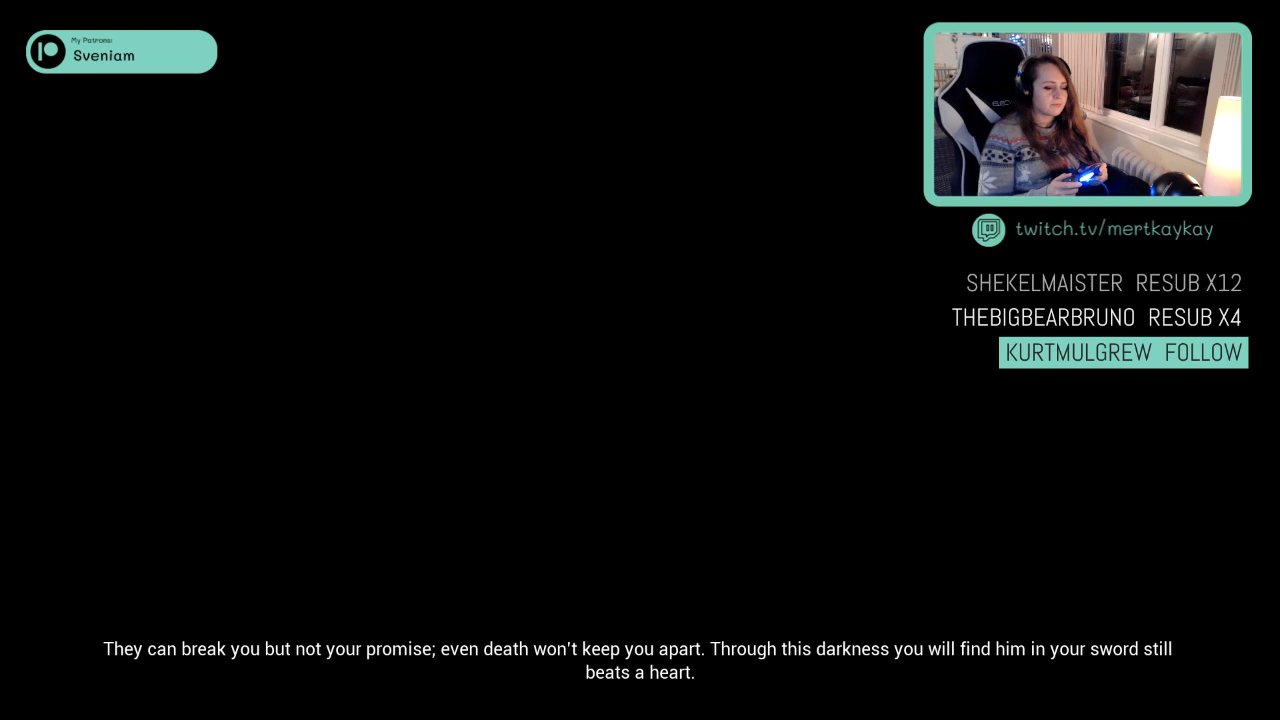 My Patrons:
Sveniam
twitch.tv/mertkaykay
SHEKELMAISTER RESUB X12
THEBIGBEARBRUNO RESUB X4
KURTMULGREW FOLLOW
They can break you but not your promise; even death won't keep you apart. Through this darkness you will find him in your sword still
beats a heart.